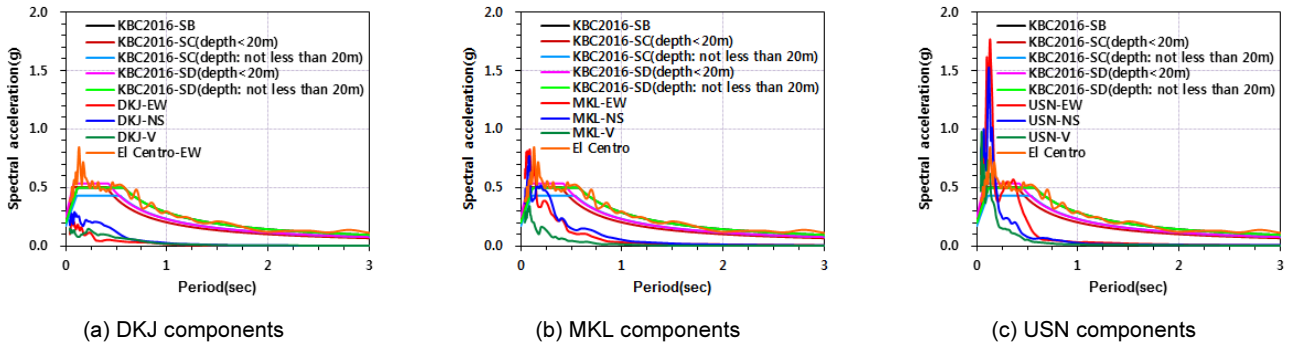 Spectral acceleration(g)
2.0
1.5
1.0
0.5
0.0
KBC2016-SB
KBC2016-SC(depth<20m)
KBC2016-SC(depth: not less than 20m)
KBC2016-SD(depth<20m)
KBC2016-SD(depth: not less than 20m)
DKJ-EW
DKJ-NS
DKJ-V
El Centro-EW
0 1 2 3
Period(sec)
(a) DKJ components
Spectral acceleration(g)
2.0
1.5
1.0
0.5
0.0
KBC2016-SB
KBC2016-SC(depth<20m)
KBC2016-SC(depth: not less than 20m)
KBC2016-SD(depth<20m)
KBC2016-SD(depth: not less than 20m)
MKL-EW
MKL-NS
MKL-V
El Centro
0 1 2 3
Period(sec)
(b) MKL components
Spectral acceleration(g)
2.0
1.5
1.0
0.5
0.0
KBC2016-SB
KBC2016-SC(depth<20m)
KBC2016-SC(depth: not less than 20m)
KBC2016-SD(depth<20m)
KBC2016-SD(depth: not less than 20m)
USN-EW
USN-NS
USN-V
El Centro
0 1 2 3
Period(sec)
(c) USN components